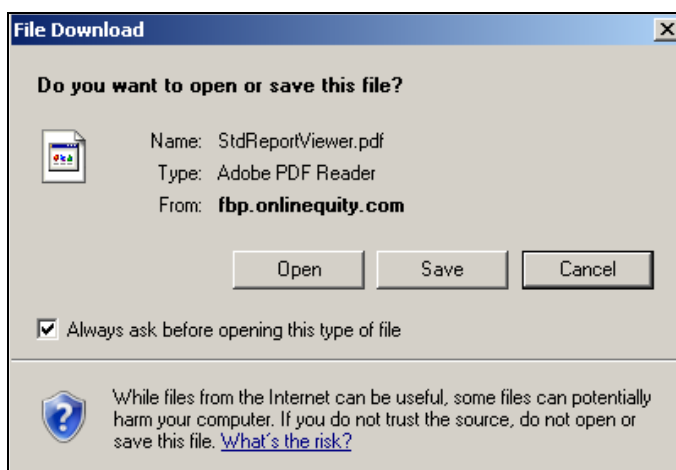 File Download
Do you want to open or save this file?
Name: StdReportViewer.pdf
Type: Adobe PDF Reader
From: fbp.onlinequity.com
Open Save Cancel
Always ask before opening this type of file
While files from the Internet can be useful, some files can potentially
harm your computer. If you do not trust the source, do not open or
save this file. What's the risk?